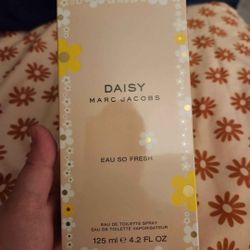 DAISY
MARC JACOBS
EAU SO FRESH
EAU DE TOILETTE SPRAY
EAU DE TOILETTE VAPORISATEUR
125 ml ℮ 4.2 FL OZ